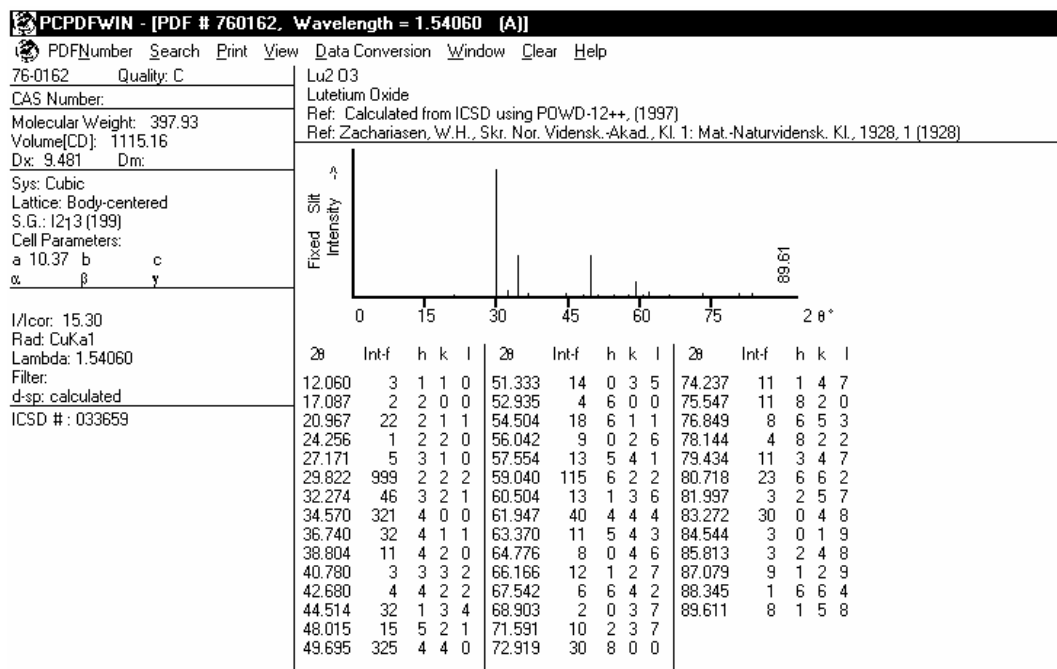 PCPDFWIN - [PDF # 760162, Wavelength = 1.54060 (A)]
PDFNumber Search Print View Data Conversion Window Clear Help
76-0162 Quality: C
CAS Number:
Molecular Weight: 397.93
Volume[CD]: 1115.16
Dx: 9.481 Dm:
Sys: Cubic
Lattice: Body-centered
S.G.: I213 (199)
Cell Parameters:
a 10.37 b c
α β γ
I/Icor: 15.30
Rad: CuKa1
Lambda: 1.54060
Filter:
d-sp: calculated
ICSD # : 033659
Lu2 O3
Lutetium Oxide
Ref: Calculated from ICSD using POWD-12++, (1997)
Ref: Zachariasen, W.H., Skr. Nor. Vidensk.-Akad., Kl. 1: Mat.-Naturvidensk. Kl., 1928, 1 (1928)
Fixed Slit
Intensity ->
89.61
0 15 30 45 60 75 2 θ °
2θ Int-f h k l 2θ Int-f h k l 2θ Int-f h k l
12.060 3 1 1 0 51.333 14 0 3 5 74.237 11 1 4 7
17.087 2 2 0 0 52.935 4 6 0 0 75.547 11 8 2 0
20.967 22 2 1 1 54.504 18 6 1 1 76.849 8 6 5 3
24.256 1 2 2 0 56.042 9 0 2 6 78.144 4 8 2 2
27.171 5 3 1 0 57.554 13 5 4 1 79.434 11 3 4 7
29.822 999 2 2 2 59.040 115 6 2 2 80.718 23 6 6 2
32.274 46 3 2 1 60.504 13 1 3 6 81.997 3 2 5 7
34.570 321 4 0 0 61.947 40 4 4 4 83.272 30 0 4 8
36.740 32 4 1 1 63.370 11 5 4 3 84.544 3 0 1 9
38.804 11 4 2 0 64.776 8 0 4 6 85.813 3 2 4 8
40.780 3 3 3 2 66.166 12 1 2 7 87.079 9 1 2 9
42.680 4 4 2 2 67.542 6 6 4 2 88.345 1 6 6 4
44.514 32 1 3 4 68.903 2 0 3 7 89.611 8 1 5 8
48.015 15 5 2 1 71.591 10 2 3 7
49.695 325 4 4 0 72.919 30 8 0 0